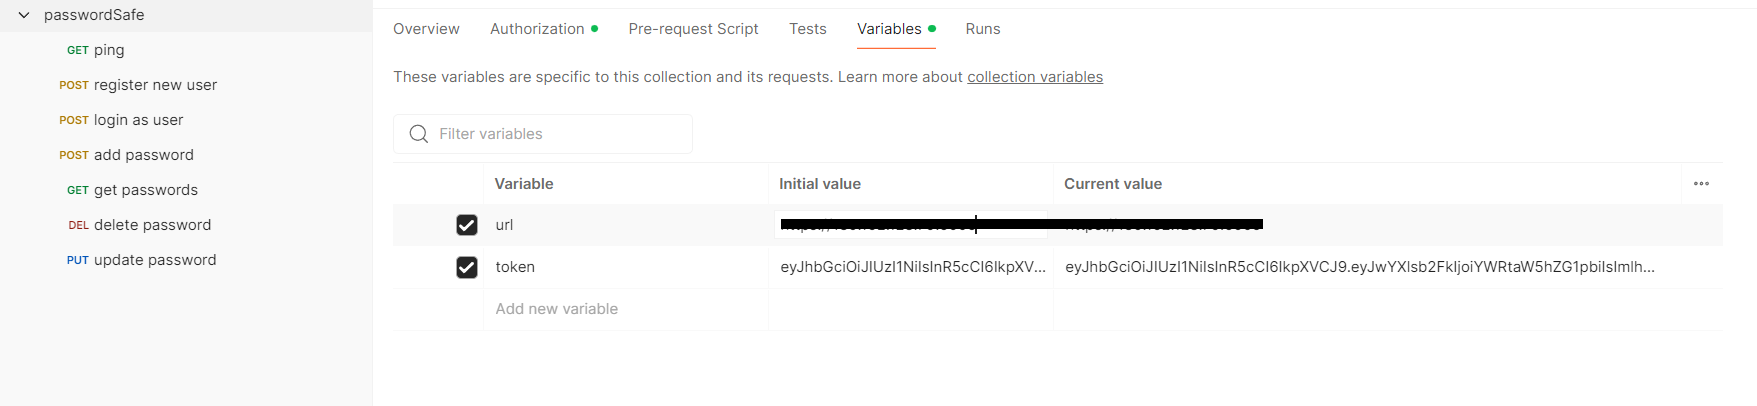 passwordSafe
GET ping
POST register new user
POST login as user
POST add password
GET get passwords
DEL delete password
PUT update password
Overview Authorization Pre-request Script Tests Variables Runs
These variables are specific to this collection and its requests. Learn more about collection variables
Filter variables
Variable Initial value Current value
url
token eyJhbGciOiJIUzI1NiIsInR5cCI6IkpXV... eyJhbGciOiJIUzI1NiIsInR5cCI6IkpXVCJ9.eyJwYXlsb2FkIjoiYWRtaW5hZG1pbiIsImlh...
Add new variable